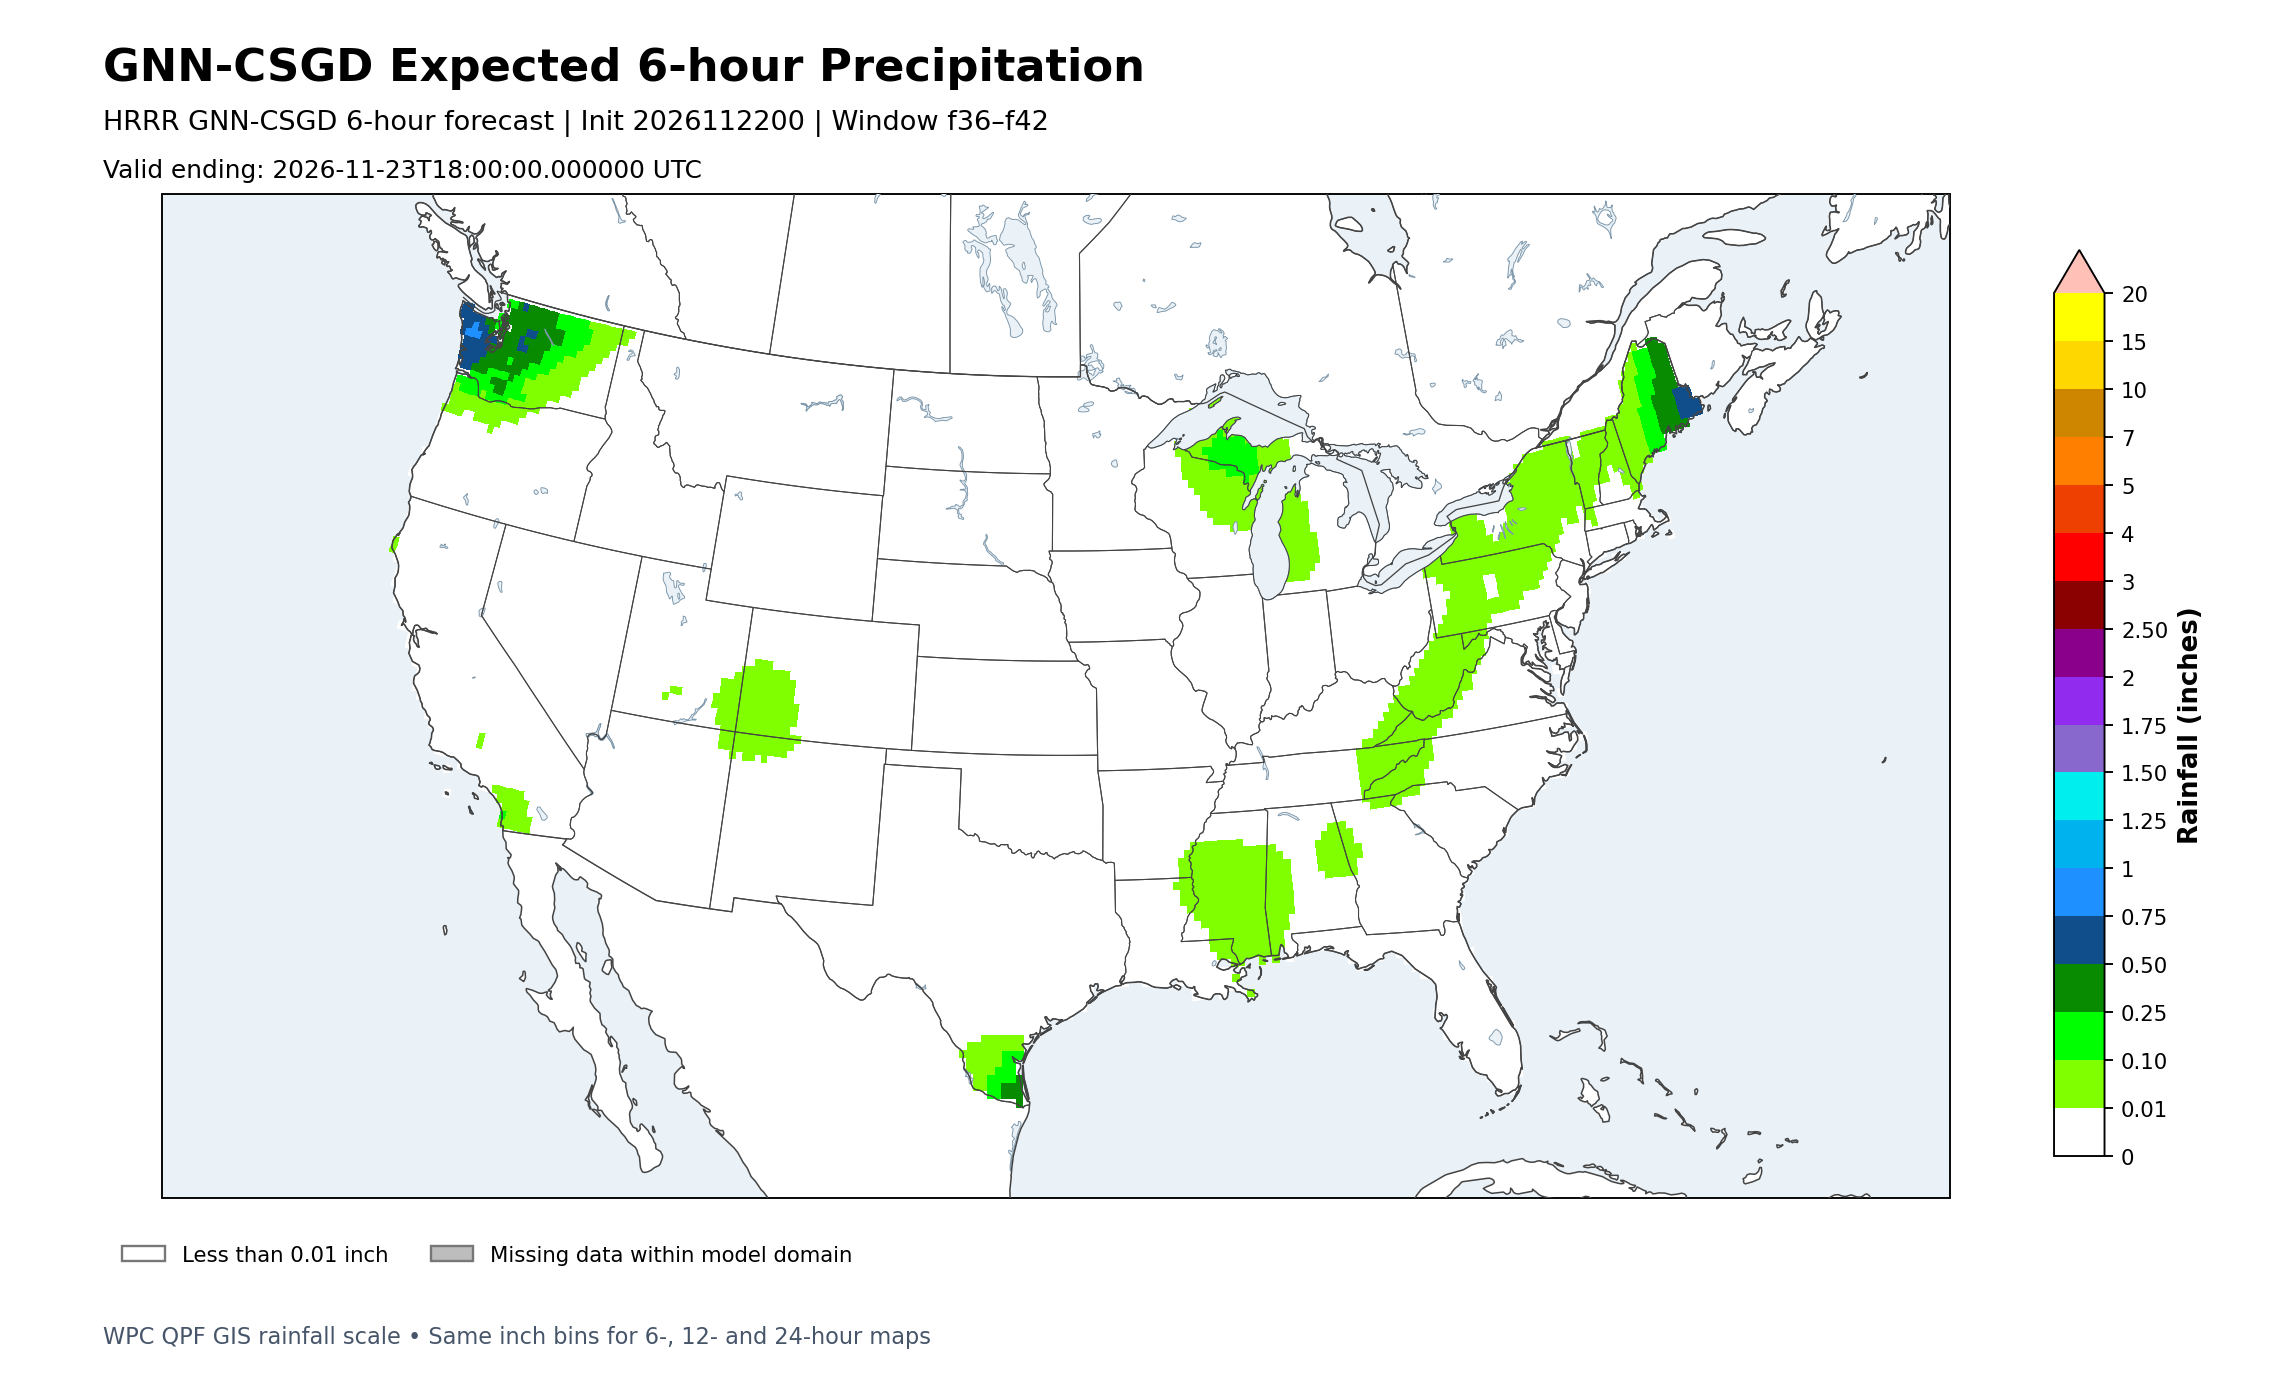 GNN-CSGD Expected 6-hour Precipitation
HRRR GNN-CSGD 6-hour forecast | Init 2026112200 | Window f36–f42
Valid ending: 2026-11-23T18:00:00.000000 UTC
20
15
10
7
5
4
3
2.50
2
1.75
1.50
1.25
1
0.75
0.50
0.25
0.10
0.01
0
Rainfall (inches)
Less than 0.01 inch
Missing data within model domain
WPC QPF GIS rainfall scale • Same inch bins for 6-, 12- and 24-hour maps